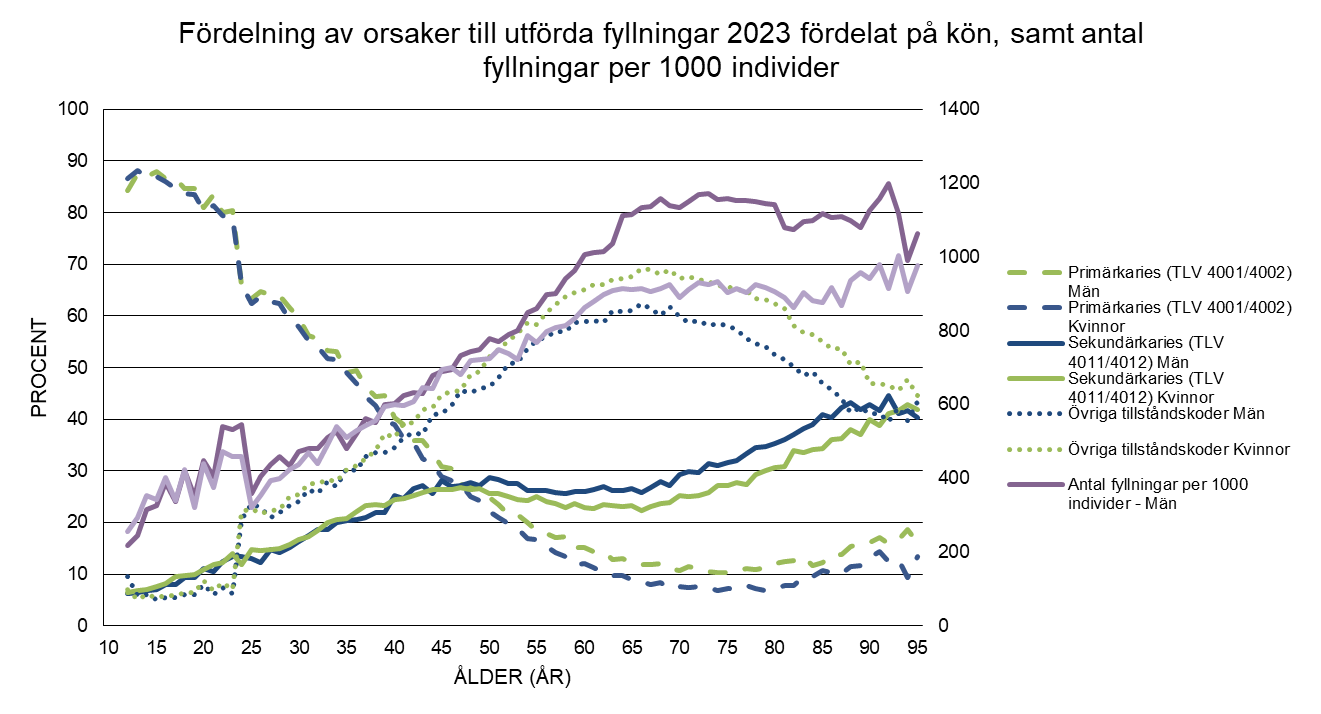 Fördelning av orsaker till utförda fyllningar 2023 fördelat på kön, samt antal
fyllningar per 1000 individer
100
90
80
70
60
50
40
30
20
10
0
PROCENT
1400
1200
1000
800
600
400
200
0
10 15 20 25 30 35 40 45 50 55 60 65 70 75 80 85 90 95
ÅLDER (ÅR)
Primärkaries (TLV 4001/4002)
Män
Primärkaries (TLV 4001/4002)
Kvinnor
Sekundärkaries (TLV
4011/4012) Män
Sekundärkaries (TLV
4011/4012) Kvinnor
Övriga tillståndskoder Män
Övriga tillståndskoder Kvinnor
Antal fyllningar per 1000
individer - Män